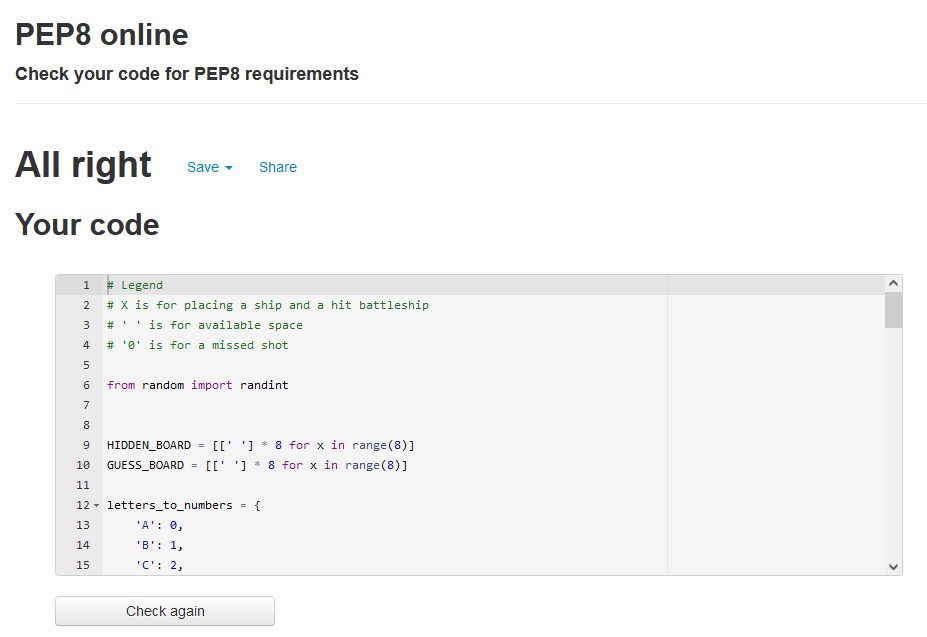 PEP8 online
Check your code for PEP8 requirements
All right Save Share
Your code
1 # Legend
2 # X is for placing a ship and a hit battleship
3 # ' ' is for available space
4 # '0' is for a missed shot
5
6 from random import randint
7
8
9 HIDDEN_BOARD = [[' '] * 8 for x in range(8)]
10 GUESS_BOARD = [[' '] * 8 for x in range(8)]
11
12 letters_to_numbers = {
13 'A': 0,
14 'B': 1,
15 'C': 2,
Check again